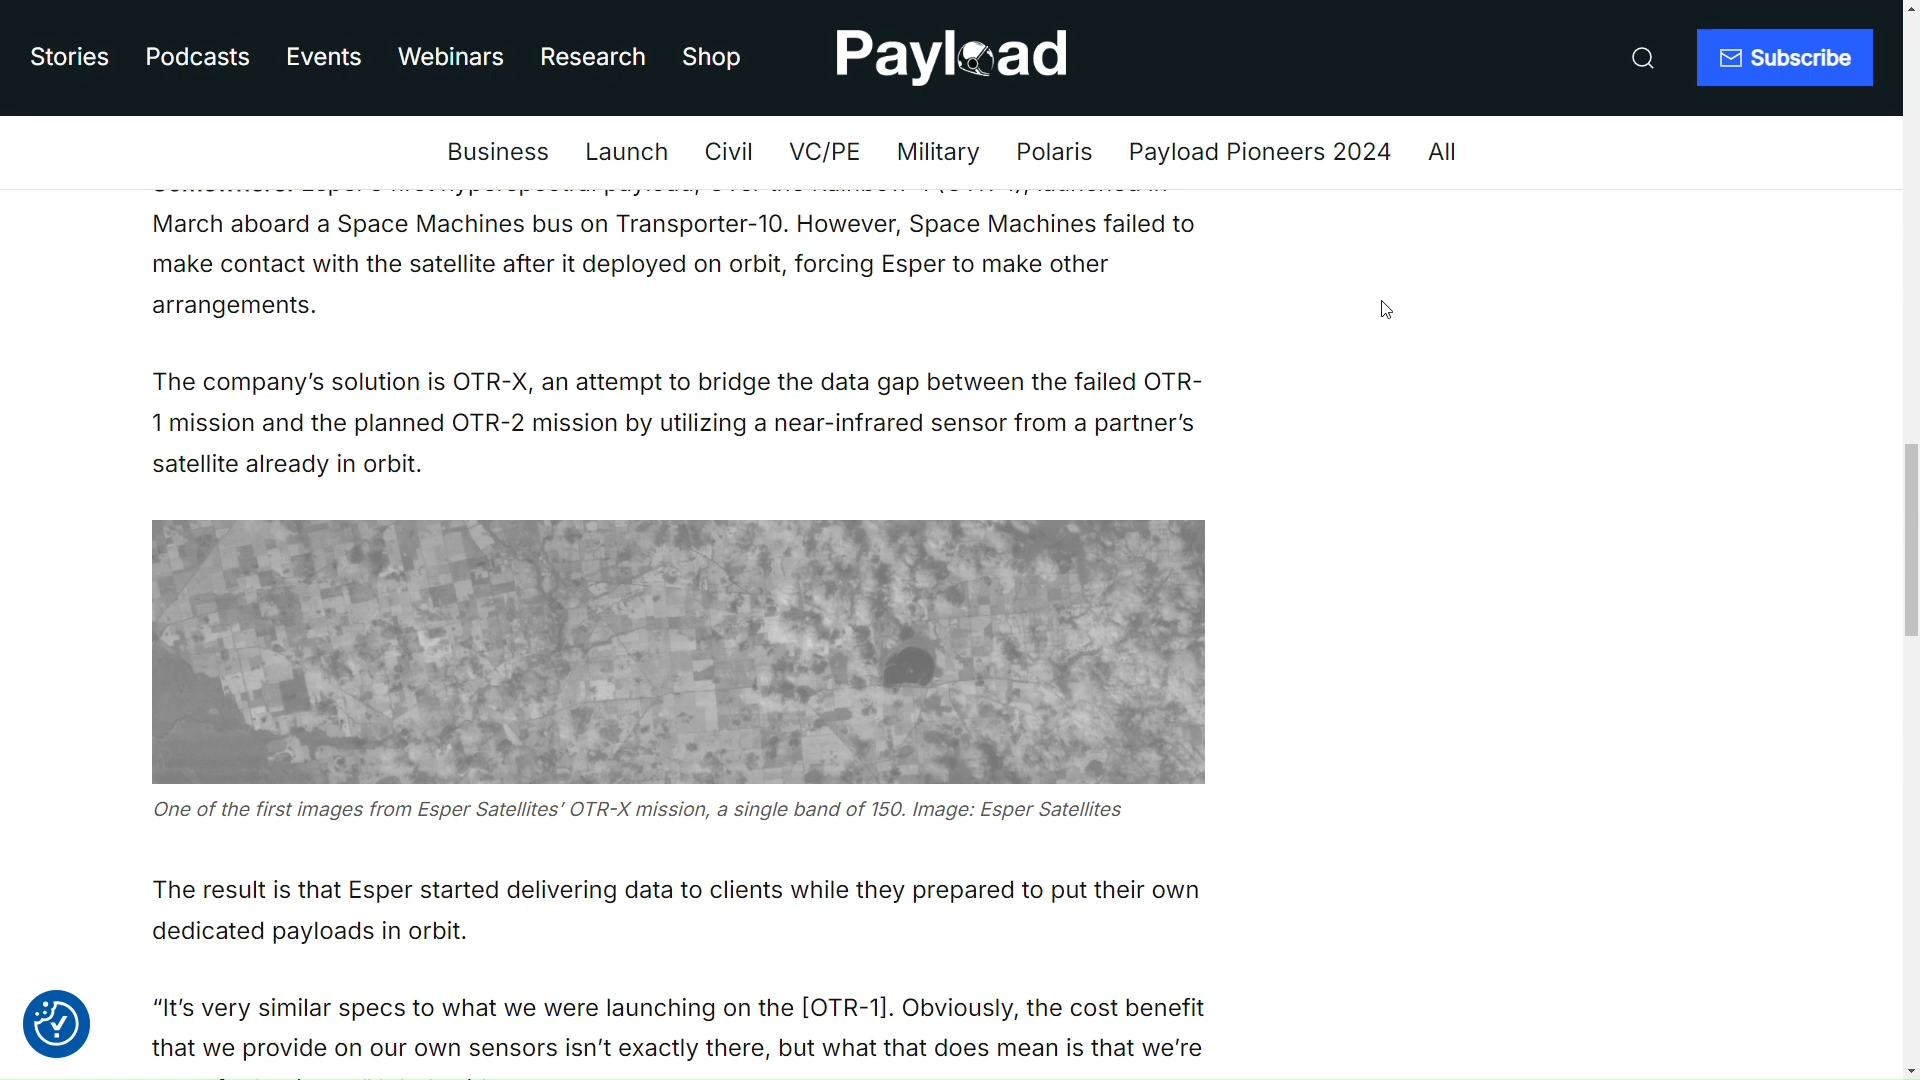 Stories Podcasts Events Webinars Research Shop Payload Subscribe
Business Launch Civil VC/PE Military Polaris Payload Pioneers 2024 All
March aboard a Space Machines bus on Transporter-10. However, Space Machines failed to
make contact with the satellite after it deployed on orbit, forcing Esper to make other
arrangements.
The company’s solution is OTR-X, an attempt to bridge the data gap between the failed OTR-
1 mission and the planned OTR-2 mission by utilizing a near-infrared sensor from a partner’s
satellite already in orbit.
One of the first images from Esper Satellites’ OTR-X mission, a single band of 150. Image: Esper Satellites
The result is that Esper started delivering data to clients while they prepared to put their own
dedicated payloads in orbit.
“It’s very similar specs to what we were launching on the [OTR-1]. Obviously, the cost benefit
that we provide on our own sensors isn’t exactly there, but what that does mean is that we’re